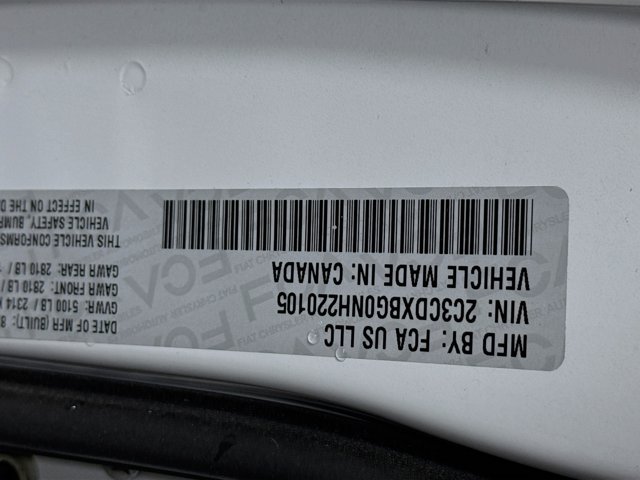 MFD BY: FCA US LLC
VIN: 2C3CDXBG0NH220105
VEHICLE MADE IN: CANADA
DATE OF MFR BUILT:
GVWR: 5100 LB / 2314
GAWR FRONT: 2810 LB /
GAWR REAR: 2810 LB /
THIS VEHICLE CONFORMS
VEHICLE SAFETY,
IN EFFECT ON THE